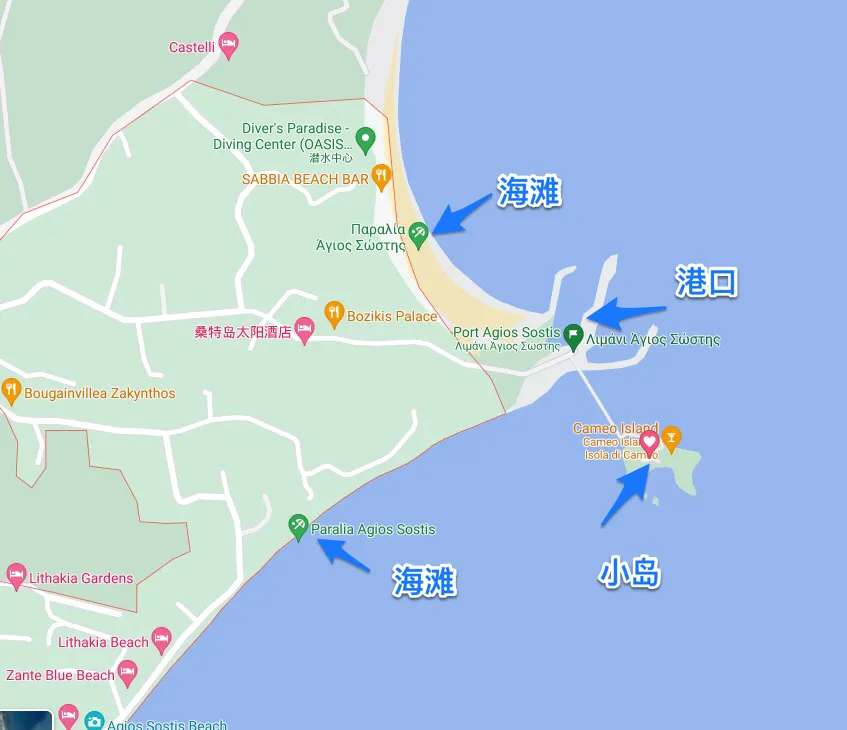 Castelli
Diver's Paradise -
Diving Center (OASIS...
潜水中心
SABBIA BEACH BAR
海滩
Παραλία
Άγιος Σώστης
港口
桑特岛太阳酒店
Bozikis Palace
Port Agios Sostis
Λιμάνι Άγιος Σώστης
Λιμάνι Άγιος Σώστης
Bougainvillea Zakynthos
Cameo Island
Cameo Islan
Isola di Cameo
Paralia Agios Sostis
海滩
小岛
Lithakia Gardens
Lithakia Beach
Zante Blue Beach
Agios Sostis Beach